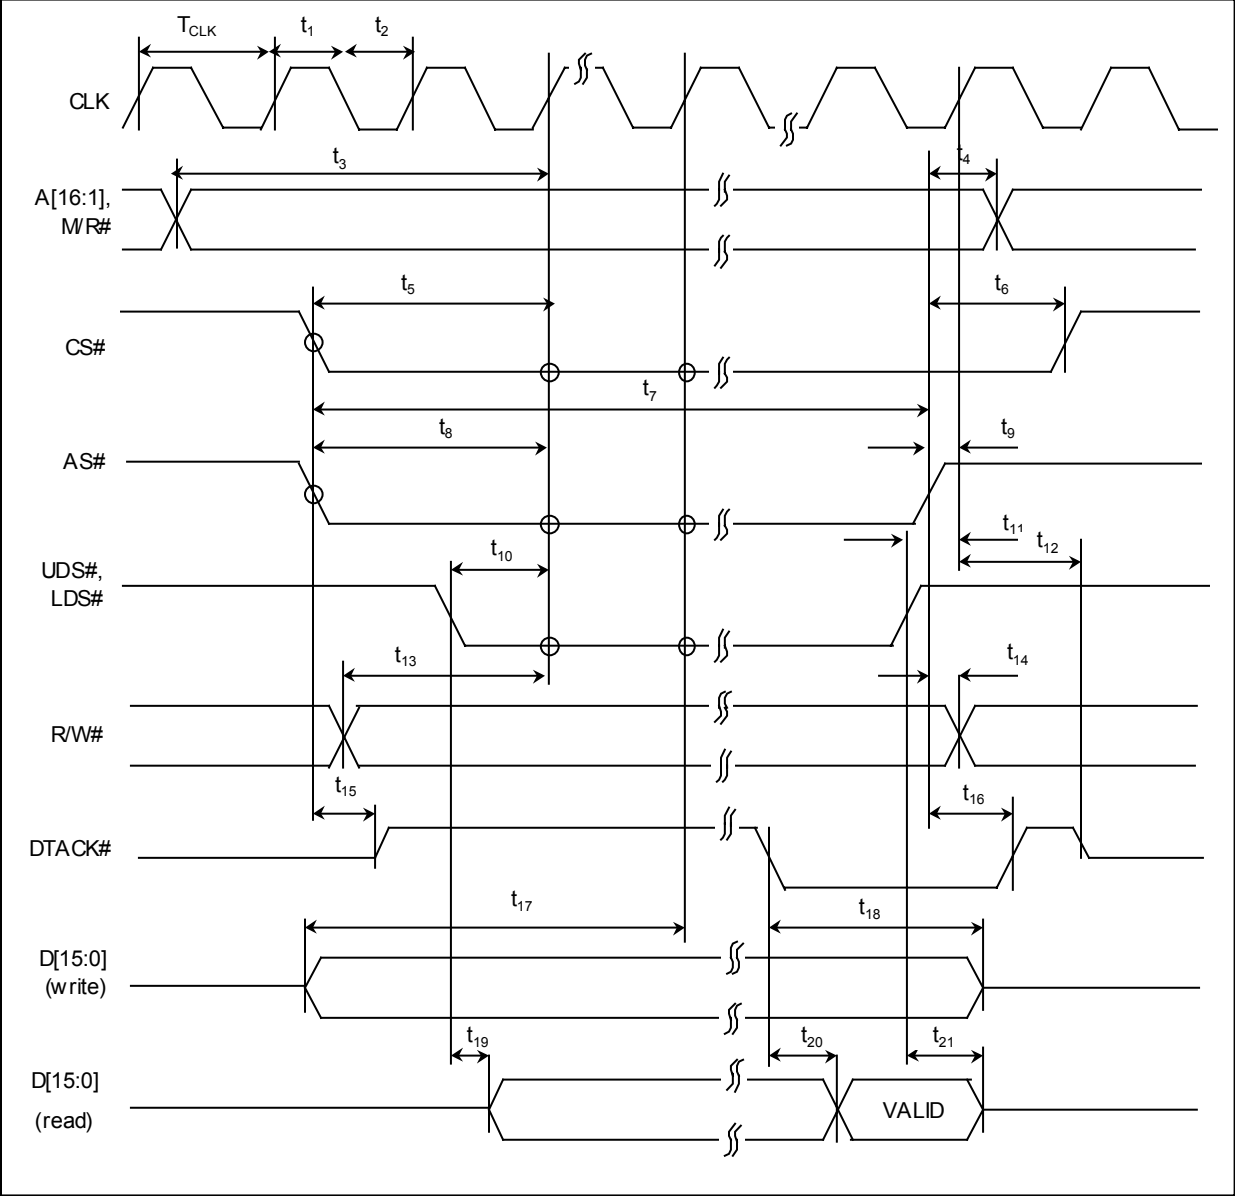 T_CLK t_1 t_2
CLK
t_3 t_4
A[16:1],
M/R#
t_5 t_6
CS#
t_7
t_8 t_9
AS#
t_10 t_11
t_12
UDS#,
LDS#
t_13 t_14
R/W#
t_15 t_16
DTACK#
t_17 t_18
D[15:0]
(write)
t_19 t_20 t_21
D[15:0]
(read)
VALID